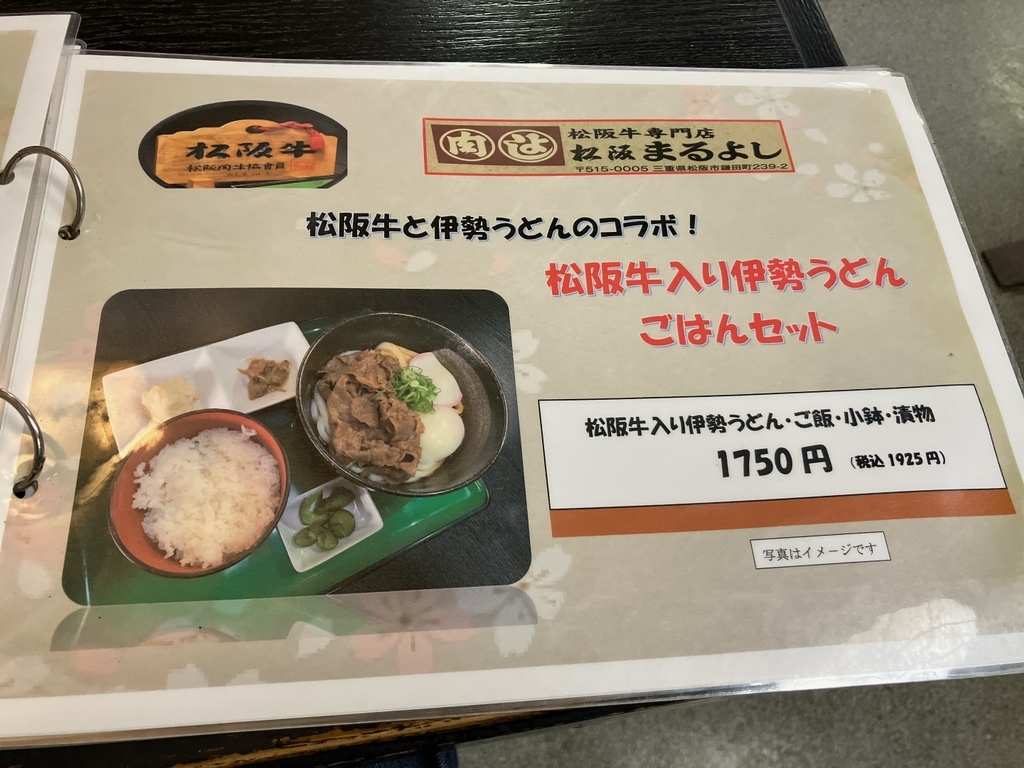 松阪牛
松阪肉牛協會員
肉 よし
松阪牛専門店
松阪 まるよし
〒515-0005 三重県松阪市鎌田町239-2
松阪牛と伊勢うどんのコラボ！
松阪牛入り伊勢うどん
ごはんセット
松阪牛入り伊勢うどん・ご飯・小鉢・漬物
1750円 （税込1925円）
写真はイメージです